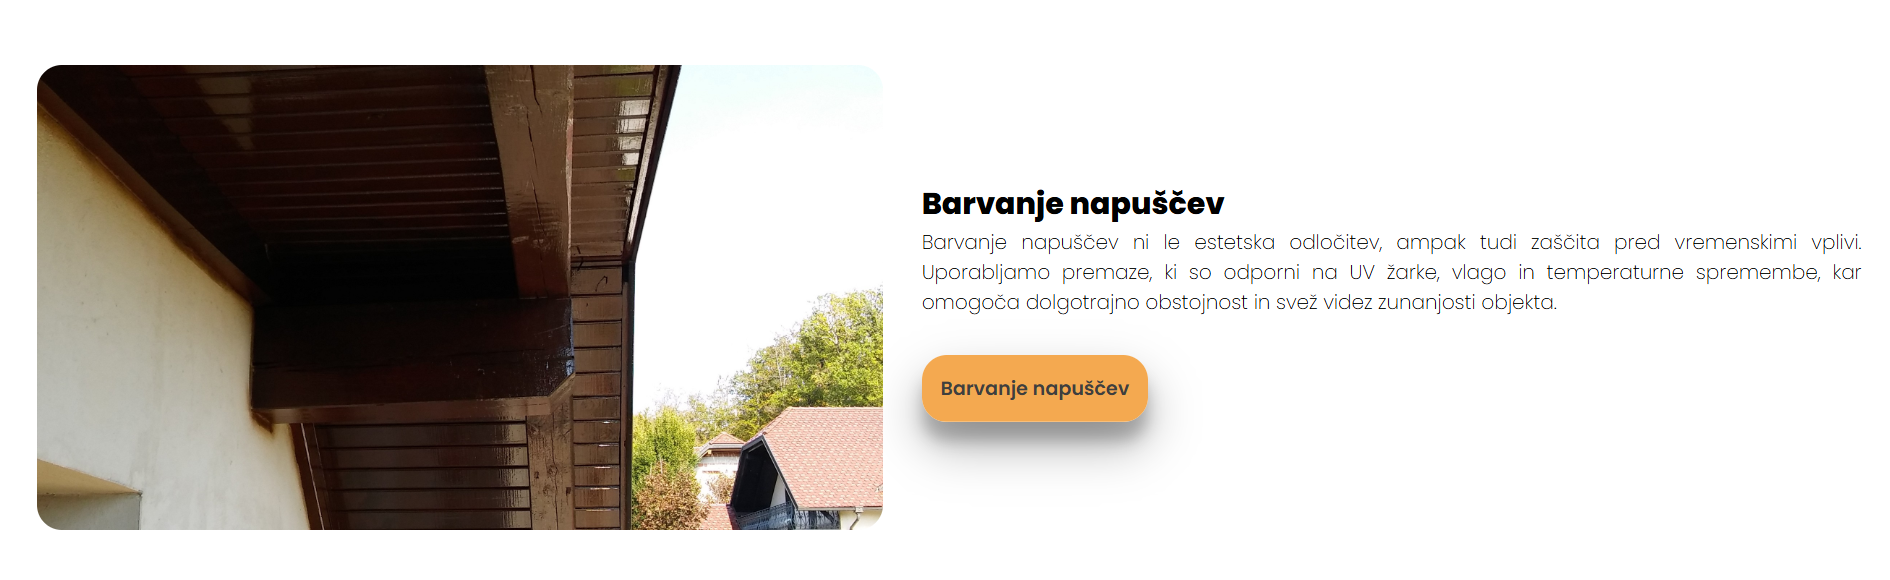 Barvanje napuščev
Barvanje napuščev ni le estetska odločitev, ampak tudi zaščita pred vremenskimi vplivi.
Uporabljamo premaze, ki so odporni na UV žarke, vlago in temperaturne spremembe, kar
omogoča dolgotrajno obstojnost in svež videz zunanjosti objekta.
Barvanje napuščev